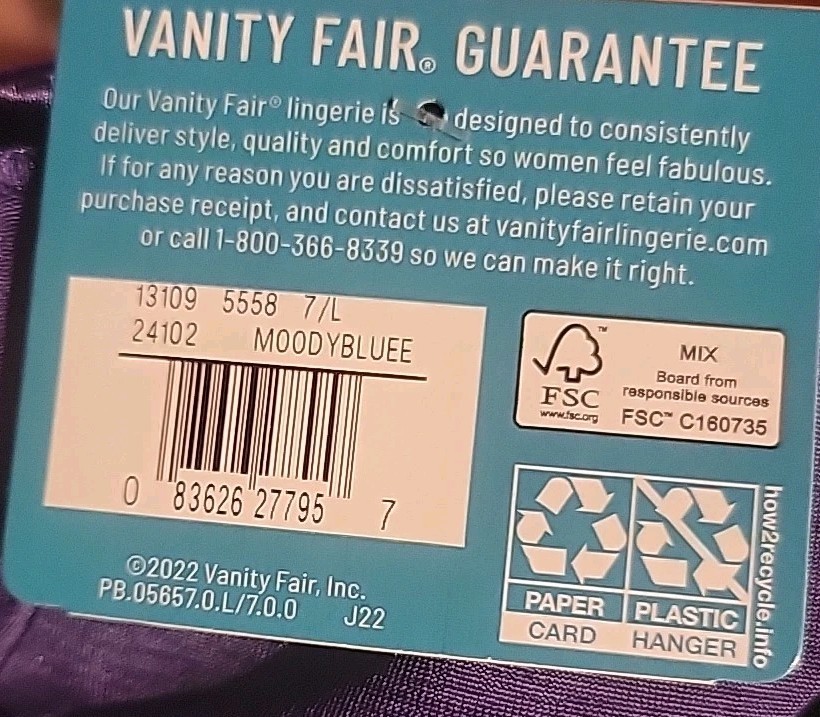 VANITY FAIR® GUARANTEE
Our Vanity Fair® lingerie is designed to consistently
deliver style, quality and comfort so women feel fabulous.
If for any reason you are dissatisfied, please retain your
purchase receipt, and contact us at vanityfairlingerie.com
or call 1-800-366-8339 so we can make it right.
13109 5558 7/L
24102 MOODYBLUEE
0 83626 27795 7
©2022 Vanity Fair, Inc.
PB.05657.0.L/7.0.0 J22
TM
FSC
www.fsc.org
MIX
Board from
responsible sources
FSC™ C160735
PAPER PLASTIC
CARD HANGER
how2recycle.info